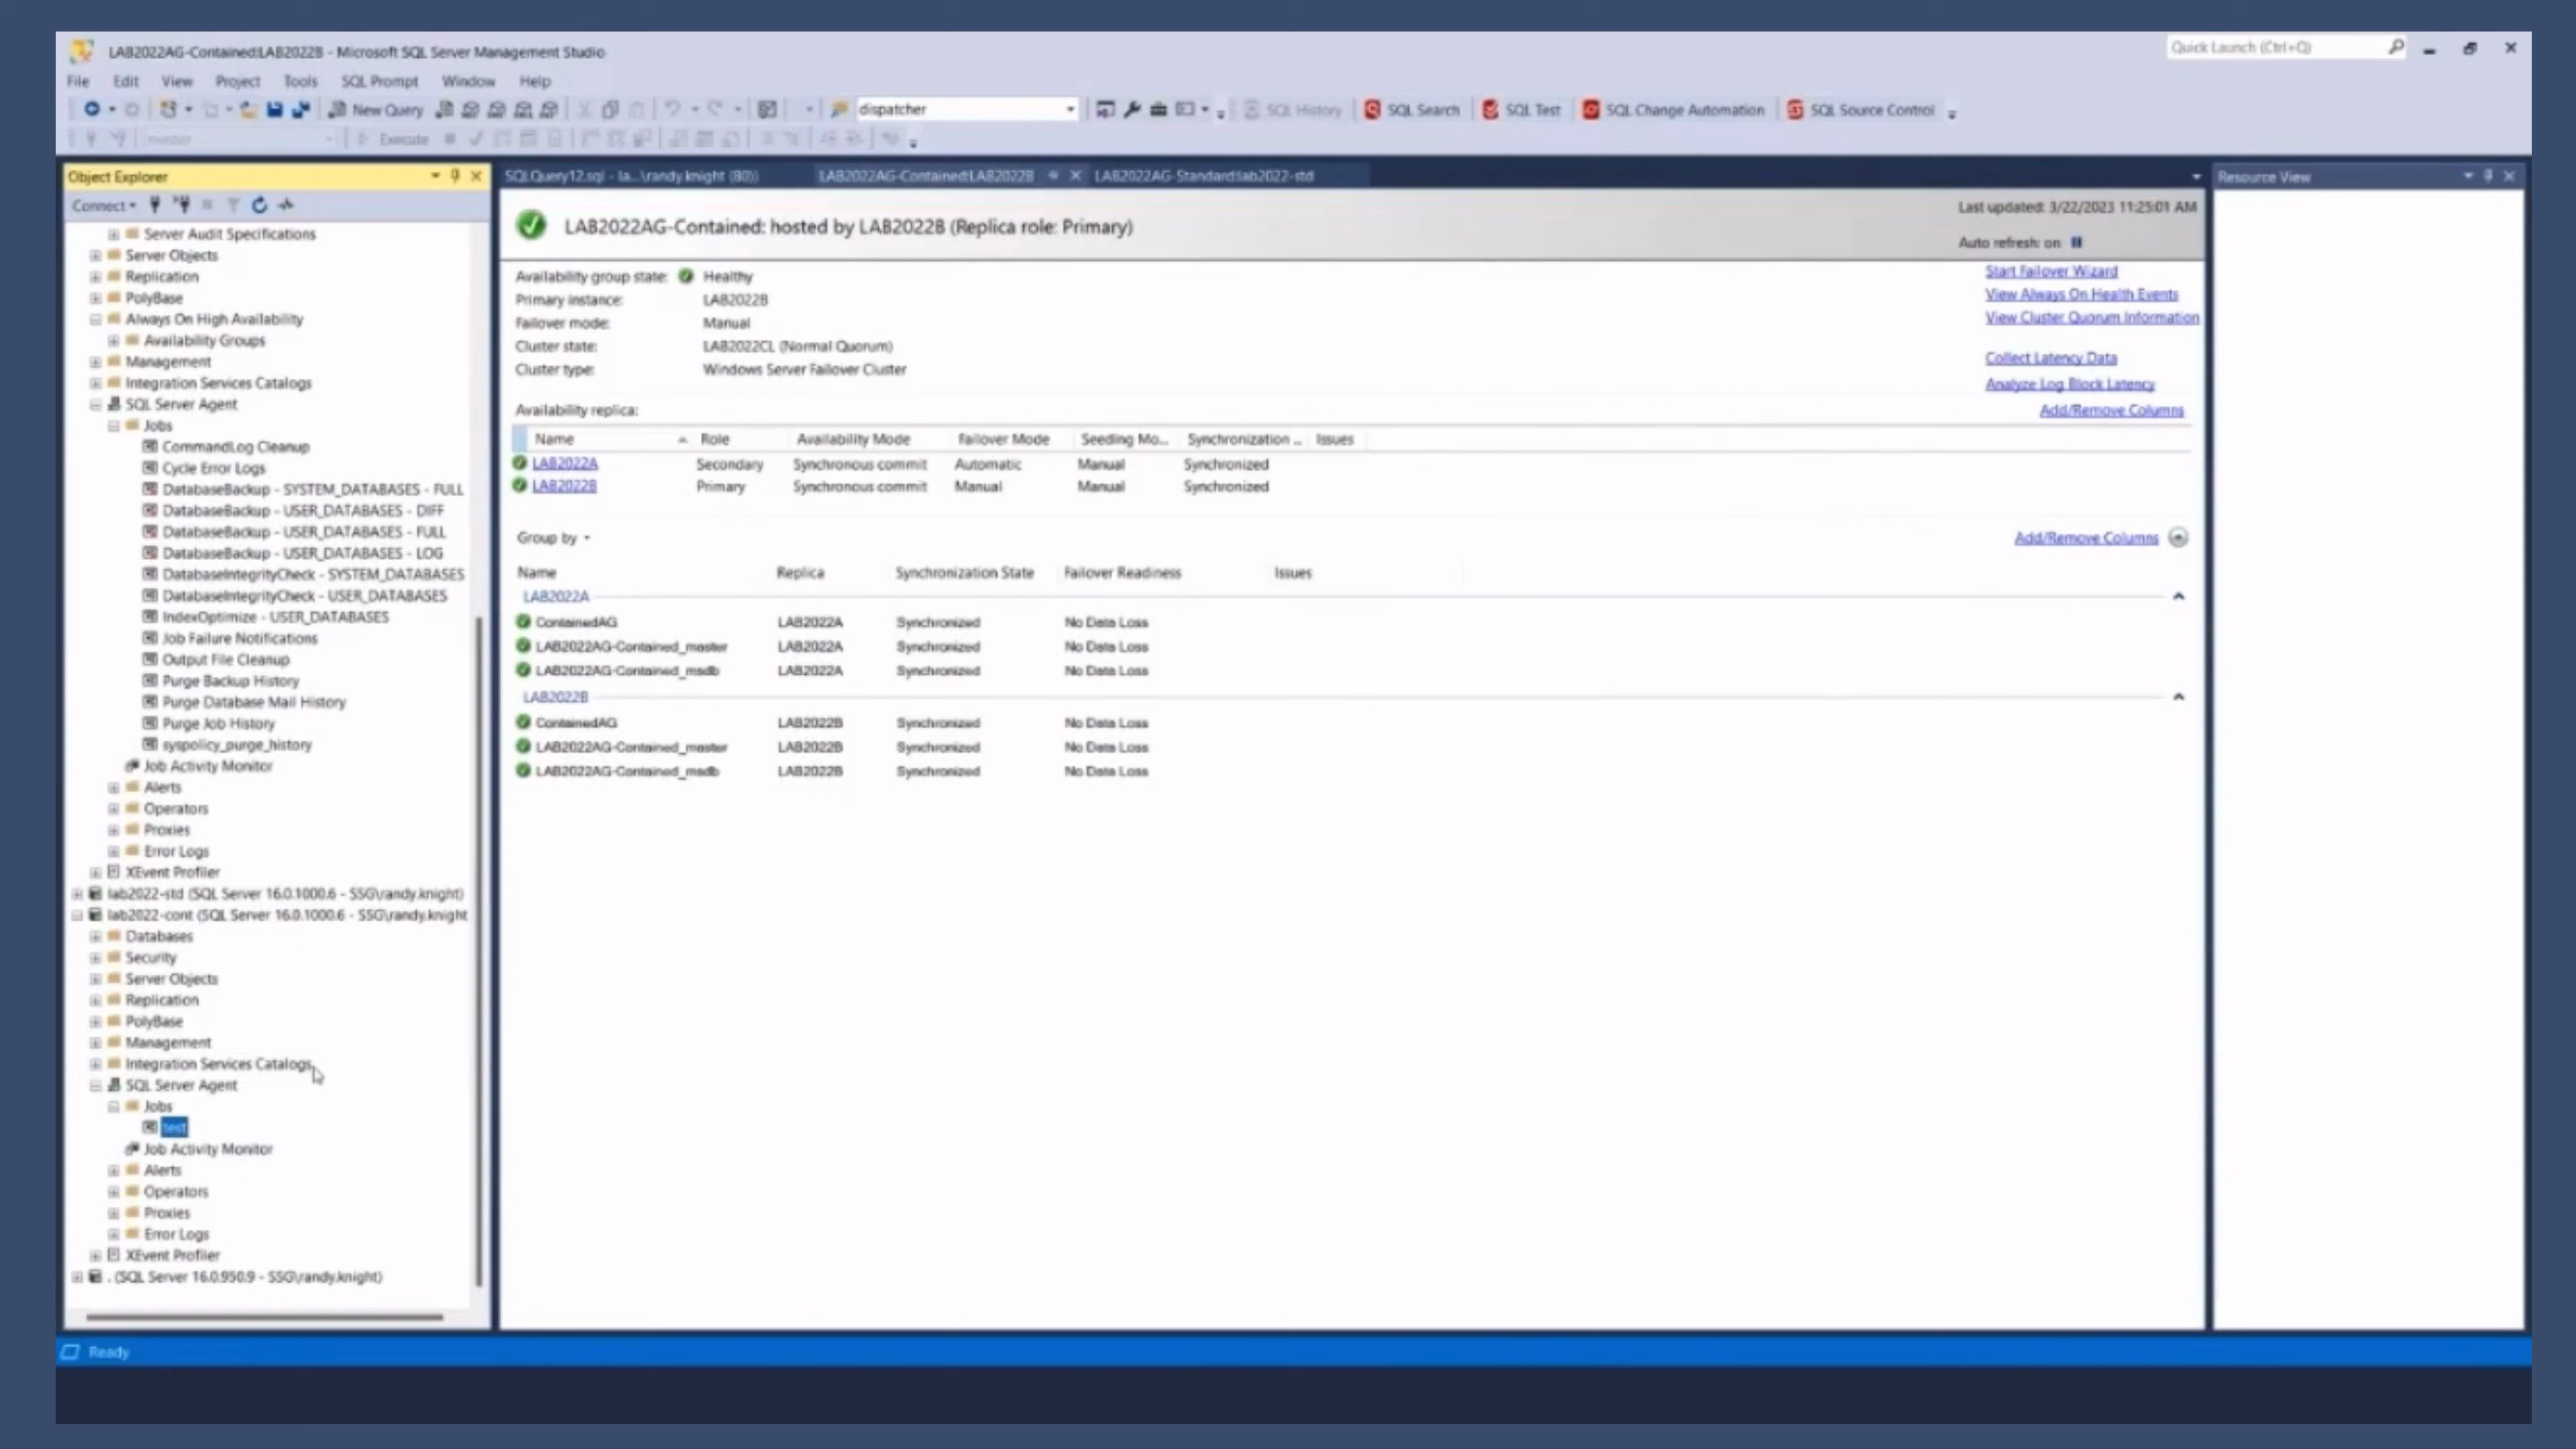 LAB2022AG-Contained:LAB2022B - Microsoft SQL Server Management Studio
Quick Launch (Ctrl+Q)
File Edit View Project Tools SQL Prompt Window Help
New Query dispatcher SQL History SQL Search SQL Test SQL Change Automation SQL Source Control
master Execute
Object Explorer
Connect
Server Audit Specifications
Server Objects
Replication
PolyBase
Always On High Availability
Availability Groups
Management
Integration Services Catalogs
SQL Server Agent
Jobs
CommandLog Cleanup
Cycle Error Logs
DatabaseBackup - SYSTEM_DATABASES - FULL
DatabaseBackup - USER_DATABASES - DIFF
DatabaseBackup - USER_DATABASES - FULL
DatabaseBackup - USER_DATABASES - LOG
DatabaseIntegrityCheck - SYSTEM_DATABASES
DatabaseIntegrityCheck - USER_DATABASES
IndexOptimize - USER_DATABASES
Job Failure Notifications
Output File Cleanup
Purge Backup History
Purge Database Mail History
Purge Job History
syspolicy_purge_history
Job Activity Monitor
Alerts
Operators
Proxies
Error Logs
XEvent Profiler
lab2022-std (SQL Server 16.0.1000.6 - SSG\randy.knight)
lab2022-cont (SQL Server 16.0.1000.6 - SSG\randy.knight
Databases
Security
Server Objects
Replication
PolyBase
Management
Integration Services Catalogs
SQL Server Agent
Jobs
test
Job Activity Monitor
Alerts
Operators
Proxies
Error Logs
XEvent Profiler
. (SQL Server 16.0.950.9 - SSG\randy.knight)
SQLQuery12.sql - la...\randy.knight (80)) LAB2022AG-Contained:LAB2022B LAB2022AG-Standard:lab2022-std
LAB2022AG-Contained: hosted by LAB2022B (Replica role: Primary)
Last updated: 3/22/2023 11:25:01 AM
Auto refresh: on
Availability group state: Healthy
Primary instance: LAB2022B
Failover mode: Manual
Cluster state: LAB2022CL (Normal Quorum)
Cluster type: Windows Server Failover Cluster
Start Failover Wizard
View Always On Health Events
View Cluster Quorum Information
Collect Latency Data
Analyze Log Block Latency
Availability replica: Add/Remove Columns
Name Role Availability Mode Failover Mode Seeding Mo... Synchronization ... Issues
LAB2022A Secondary Synchronous commit Automatic Manual Synchronized
LAB2022B Primary Synchronous commit Manual Manual Synchronized
Group by Add/Remove Columns
Name Replica Synchronization State Failover Readiness Issues
LAB2022A
ContainedAG LAB2022A Synchronized No Data Loss
LAB2022AG-Contained_master LAB2022A Synchronized No Data Loss
LAB2022AG-Contained_msdb LAB2022A Synchronized No Data Loss
LAB2022B
ContainedAG LAB2022B Synchronized No Data Loss
LAB2022AG-Contained_master LAB2022B Synchronized No Data Loss
LAB2022AG-Contained_msdb LAB2022B Synchronized No Data Loss
Resource View
Ready